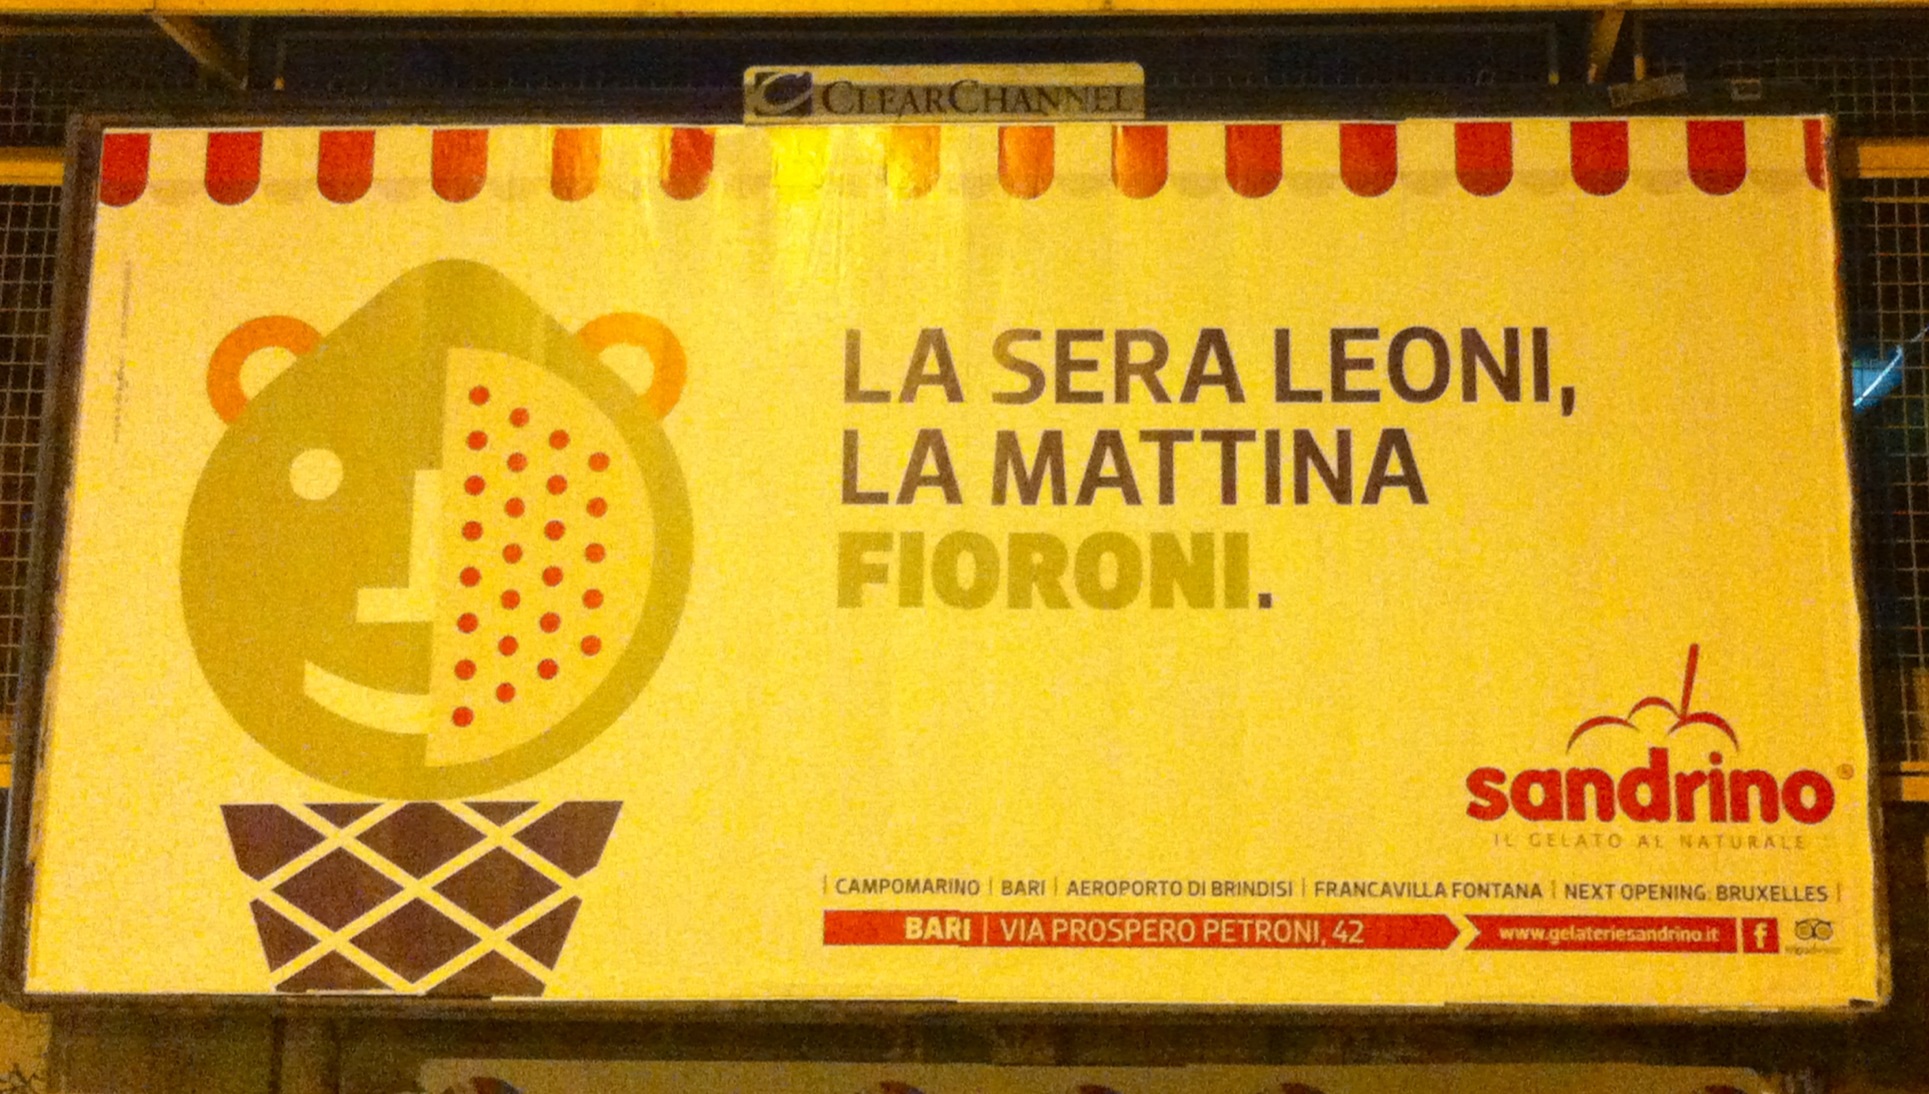 CLEARCHANNEL
LA SERA LEONI,
LA MATTINA
FIORONI.
sandrino®
IL GELATO AL NATURALE
| CAMPOMARINO | BARI | AEROPORTO DI BRINDISI | FRANCAVILLA FONTANA | NEXT OPENING: BRUXELLES |
BARI | VIA PROSPERO PETRONI, 42
www.gelateriesandrino.it f